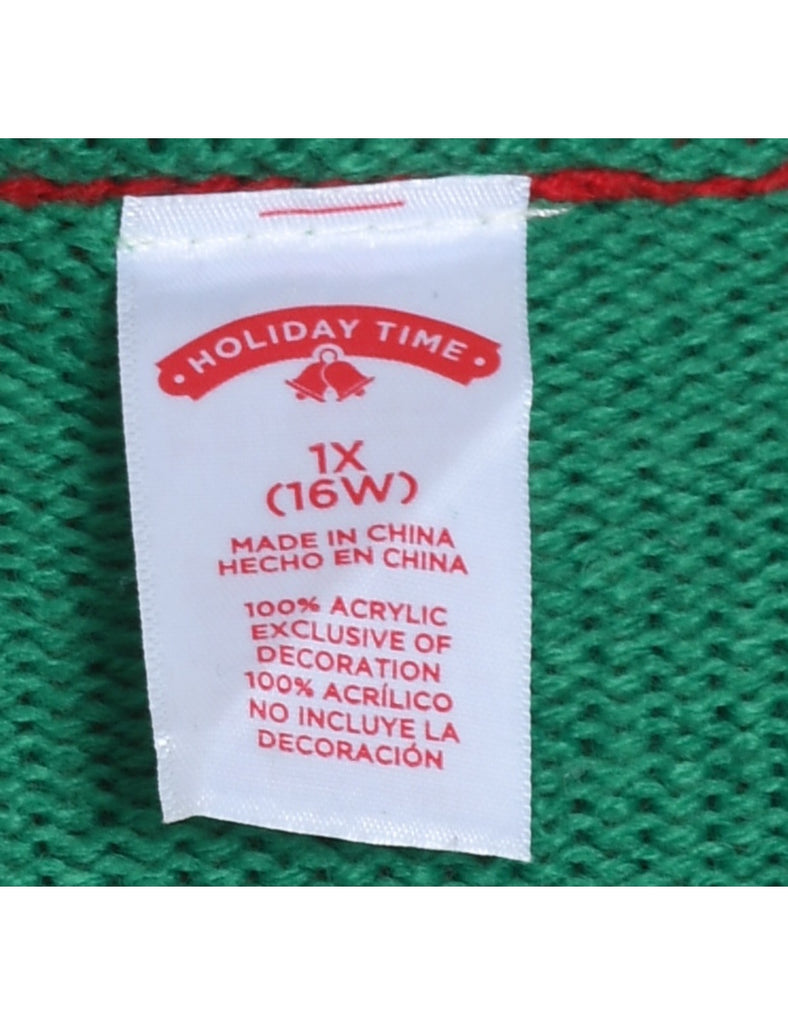 HOLIDAY TIME
1X
(16W)
MADE IN CHINA
HECHO EN CHINA
100% ACRYLIC
EXCLUSIVE OF
DECORATION
100% ACRÍLICO
NO INCLUYE LA
DECORACIÓN